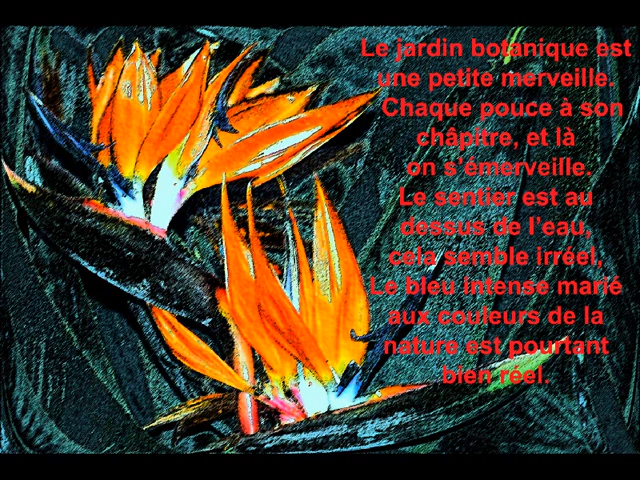 Le jardin botanique est
une petite merveille.
Chaque pouce à son
châpitre, et là
on s'émerveille.
Le sentier est au
dessus de l'eau,
cela semble irréel,
Le bleu intense marié
aux couleurs de la
nature est pourtant
bien réel.